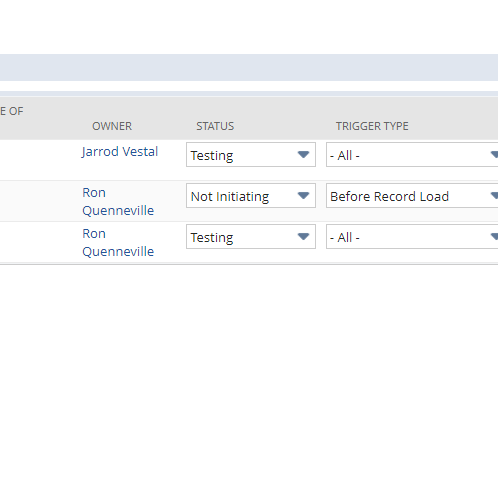 E OF
OWNER STATUS TRIGGER TYPE
Jarrod Vestal Testing - All -
Ron Quenneville Not Initiating Before Record Load
Ron Quenneville Testing - All -